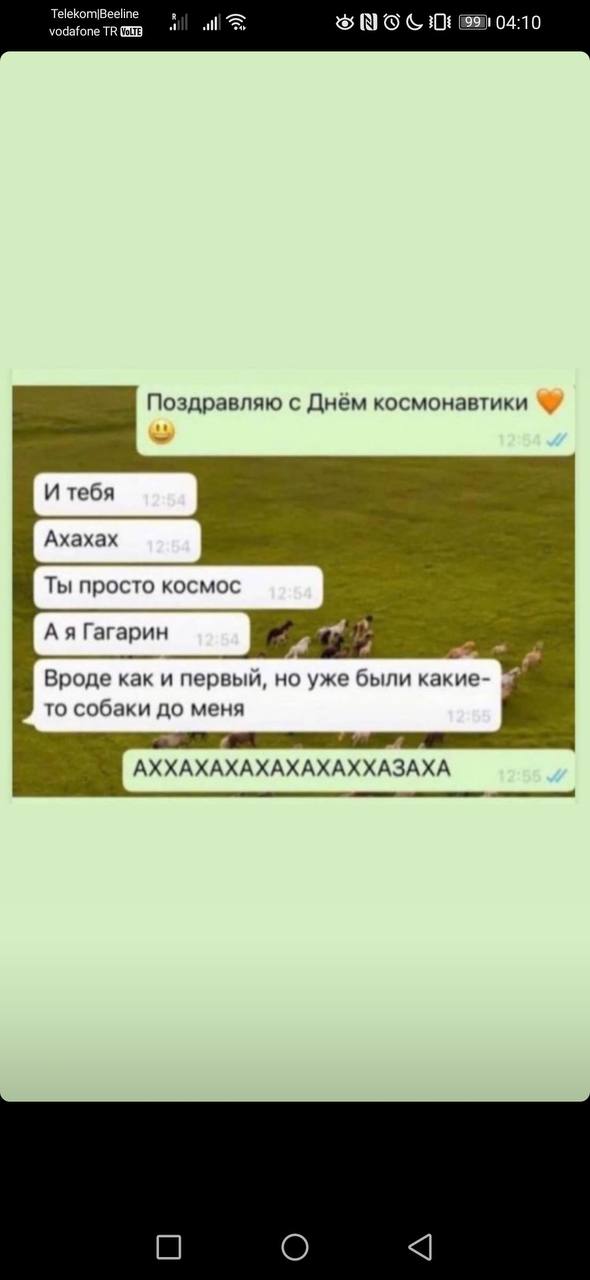 Telekom|Beeline
vodafone TR VoLTE
R
99
04:10
Поздравляю с Днём космонавтики 🧡
😃
12:54
И тебя 12:54
Ахахах 12:54
Ты просто космос 12:54
А я Гагарин 12:54
Вроде как и первый, но уже были какие-
то собаки до меня 12:55
АХХАХАХАХАХАХАХХАЗАХА 12:55